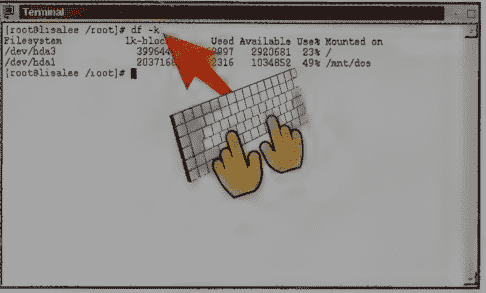 Terminal
[root@lisalee /root]# df -k
Filesystem Used Available Use% Mounted on
/dev/hda3 2920681 23% /
/dev/hda1 1034852 49% /mnt/dos
[root@lisalee /root]#